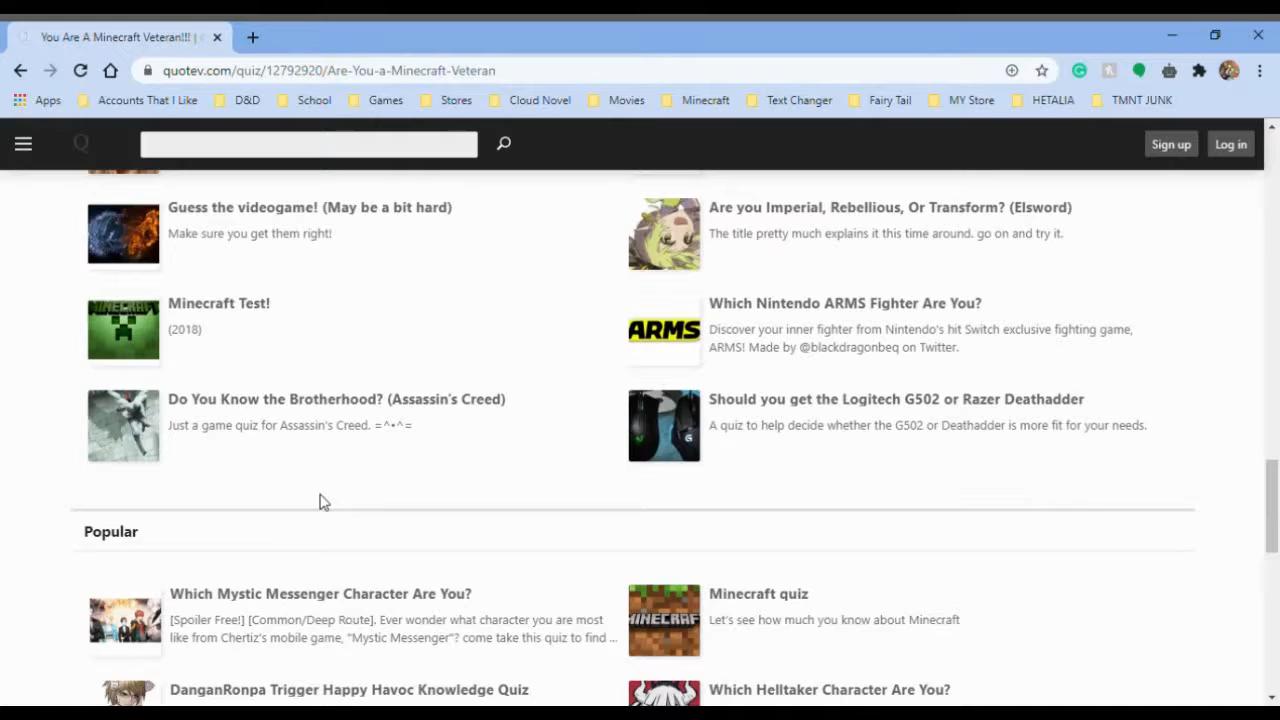 You Are A Minecraft Veteran!!! |
quotev.com/quiz/12792920/Are-You-a-Minecraft-Veteran
Apps Accounts That I Like D&D School Games Stores Cloud Novel Movies Minecraft Text Changer Fairy Tail MY Store HETALIA TMNT JUNK
Q Sign up Log in
Guess the videogame! (May be a bit hard)
Make sure you get them right!
Are you Imperial, Rebellious, Or Transform? (Elsword)
The title pretty much explains it this time around. go on and try it.
MINECRAFT
Minecraft Test!
(2018)
ARMS
Which Nintendo ARMS Fighter Are You?
Discover your inner fighter from Nintendo's hit Switch exclusive fighting game,
ARMS! Made by @blackdragonbeq on Twitter.
Do You Know the Brotherhood? (Assassin's Creed)
Just a game quiz for Assassin's Creed. =^•^=
Should you get the Logitech G502 or Razer Deathadder
A quiz to help decide whether the G502 or Deathadder is more fit for your needs.
Popular
Which Mystic Messenger Character Are You?
[Spoiler Free!] [Common/Deep Route]. Ever wonder what character you are most
like from Chertiz's mobile game, "Mystic Messenger"? come take this quiz to find ...
MINECRAFT
Minecraft quiz
Let's see how much you know about Minecraft
DanganRonpa Trigger Happy Havoc Knowledge Quiz
Which Helltaker Character Are You?